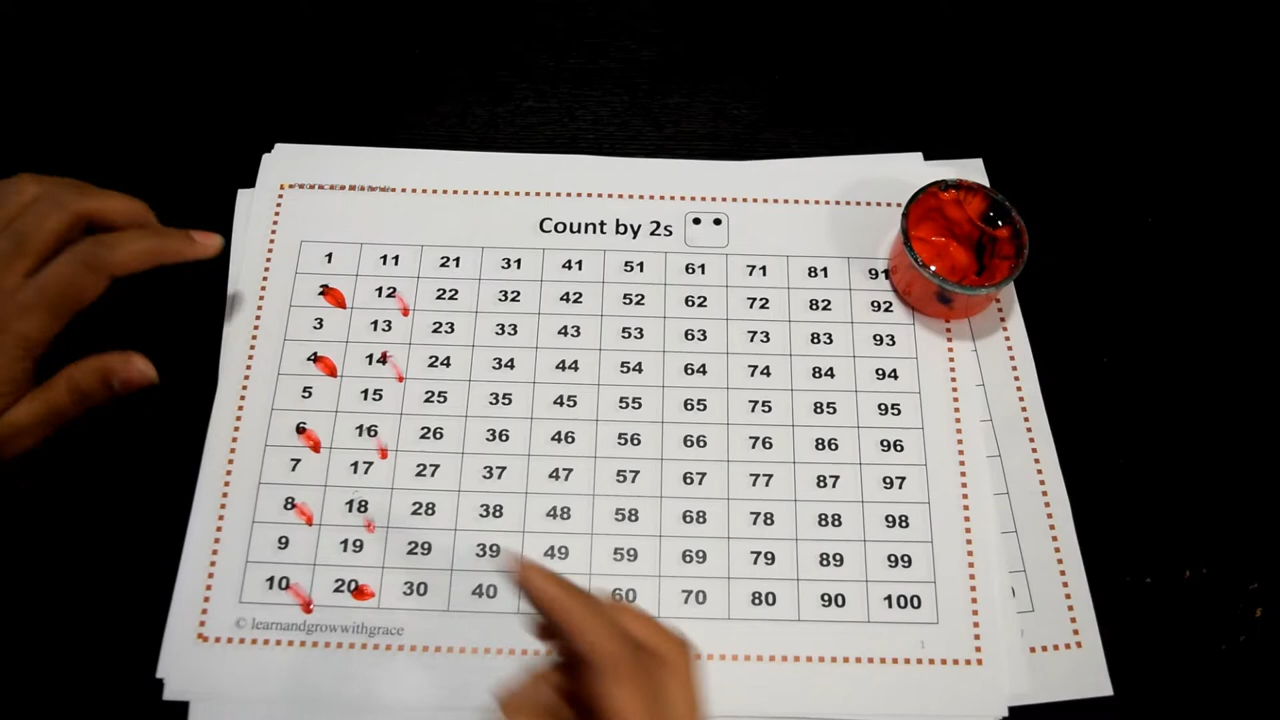 Count by 2s
1 11 21 31 41 51 61 71 81 91
2 12 22 32 42 52 62 72 82 92
3 13 23 33 43 53 63 73 83 93
4 14 24 34 44 54 64 74 84 94
5 15 25 35 45 55 65 75 85 95
6 16 26 36 46 56 66 76 86 96
7 17 27 37 47 57 67 77 87 97
8 18 28 38 48 58 68 78 88 98
9 19 29 39 49 59 69 79 89 99
10 20 30 40 60 70 80 90 100
© learnandgrowwithgrace
1